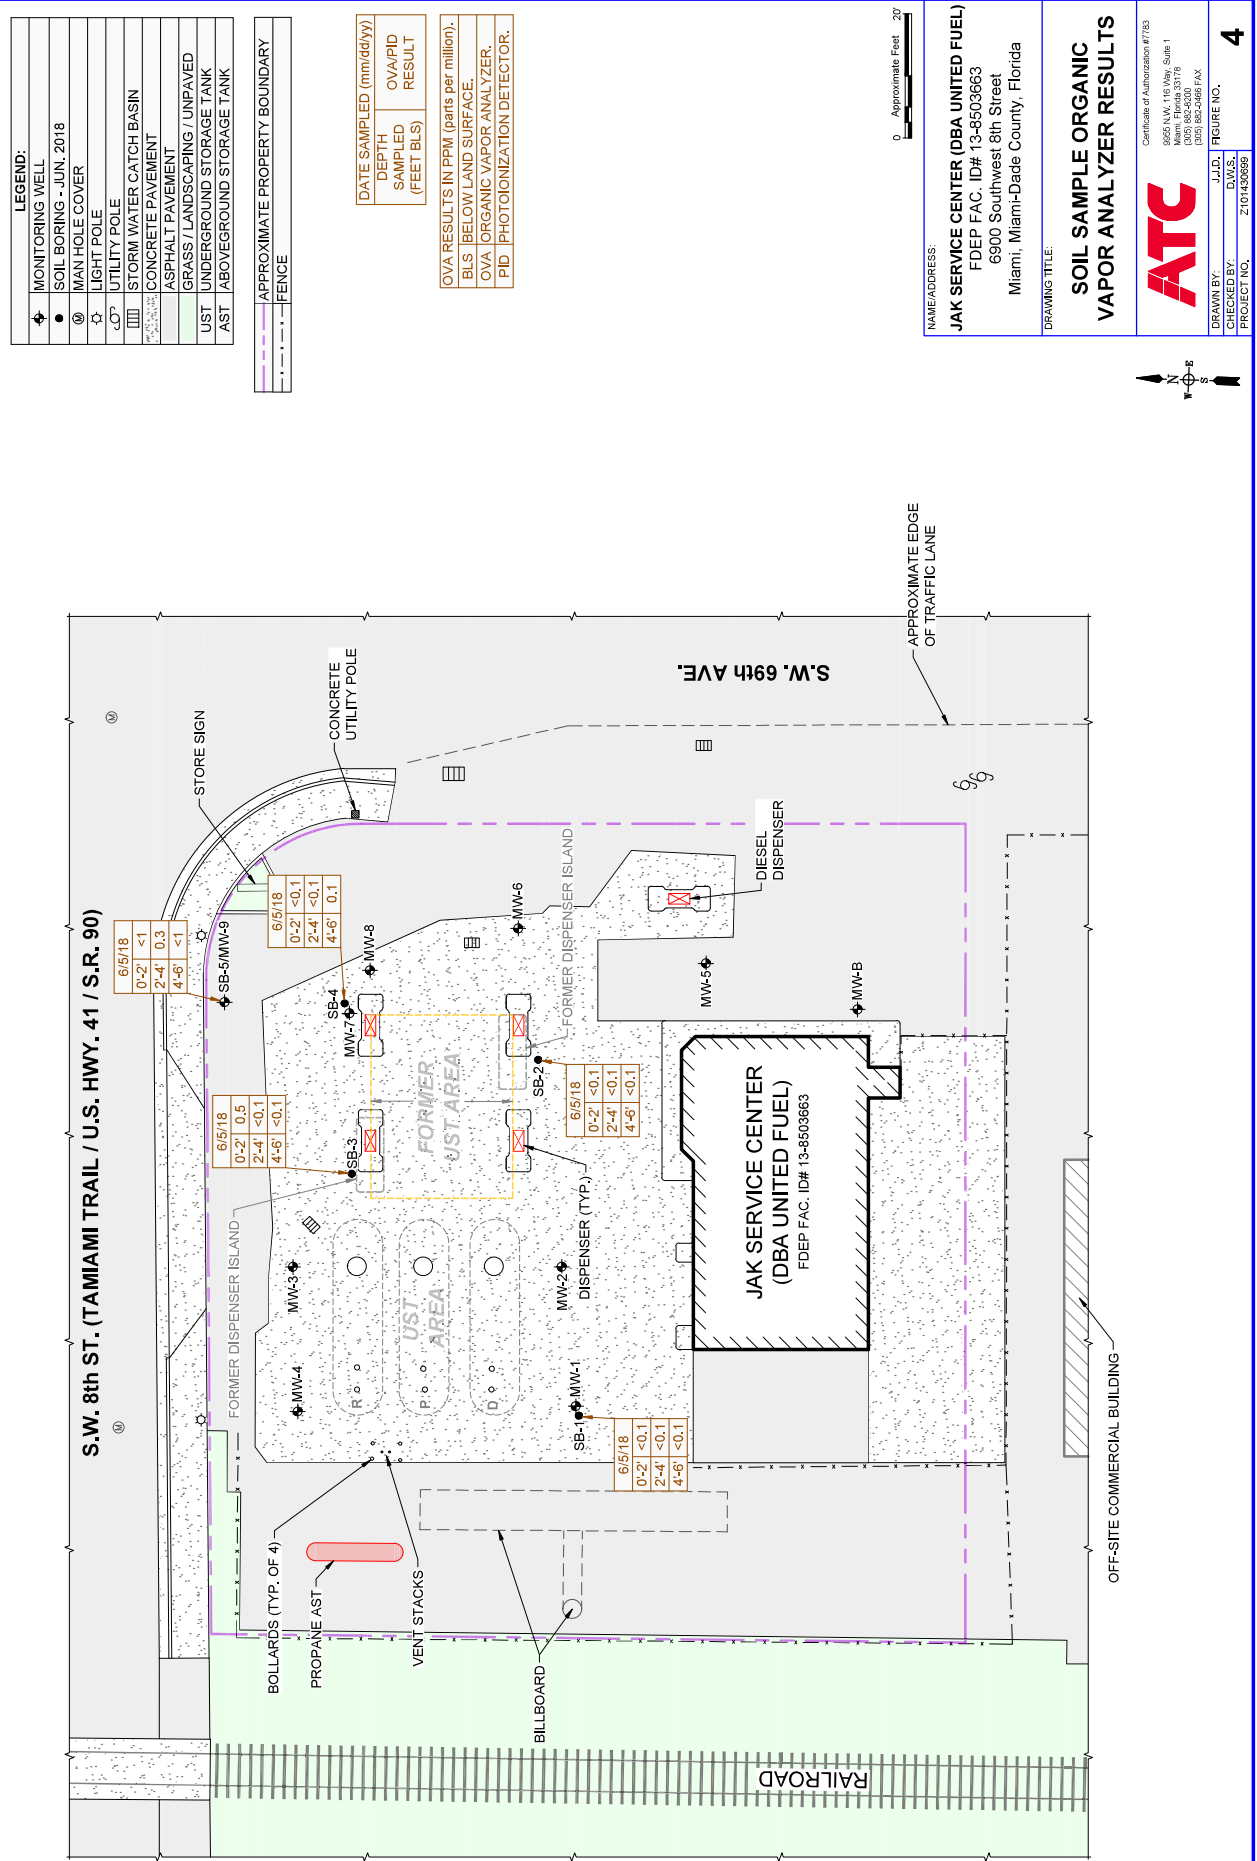 S.W. 8th ST. (TAMIAMI TRAIL / U.S. HWY. 41 / S.R. 90)
M
M
STORE SIGN
CONCRETE
UTILITY POLE
S.W. 69th AVE.
APPROXIMATE EDGE
OF TRAFFIC LANE
6/5/18
0'-2' <1
2'-4' 0.3
4'-6' <1
SB-5/MW-9
6/5/18
0'-2' <0.1
2'-4' <0.1
4'-6' 0.1
SB-4
MW-7
MW-8
MW-6
FORMER DISPENSER ISLAND
DIESEL
DISPENSER
MW-5
MW-B
6/5/18
0'-2' 0.5
2'-4' <0.1
4'-6' <0.1
SB-3
FORMER
UST AREA
SB-2
6/5/18
0'-2' <0.1
2'-4' <0.1
4'-6' <0.1
FORMER DISPENSER ISLAND
MW-3
MW-4
UST
AREA
R
P
D
MW-2
DISPENSER (TYP.)
MW-1
SB-1
6/5/18
0'-2' <0.1
2'-4' <0.1
4'-6' <0.1
JAK SERVICE CENTER
(DBA UNITED FUEL)
FDEP FAC. ID# 13-8503663
BOLLARDS (TYP. OF 4)
PROPANE AST
VENT STACKS
BILLBOARD
OFF-SITE COMMERCIAL BUILDING
RAILROAD
LEGEND:
MONITORING WELL
SOIL BORING - JUN. 2018
M MAN HOLE COVER
LIGHT POLE
UTILITY POLE
STORM WATER CATCH BASIN
CONCRETE PAVEMENT
ASPHALT PAVEMENT
GRASS / LANDSCAPING / UNPAVED
UST UNDERGROUND STORAGE TANK
AST ABOVEGROUND STORAGE TANK
APPROXIMATE PROPERTY BOUNDARY
FENCE
DATE SAMPLED (mm/dd/yy)
DEPTH
SAMPLED
(FEET BLS)
OVA/PID
RESULT
OVA RESULTS IN PPM (parts per million).
BLS BELOW LAND SURFACE.
OVA ORGANIC VAPOR ANALYZER.
PID PHOTOIONIZATION DETECTOR.
0 Approximate Feet 20'
N
W E
S
NAME/ADDRESS:
JAK SERVICE CENTER (DBA UNITED FUEL)
FDEP FAC. ID# 13-8503663
6900 Southwest 8th Street
Miami, Miami-Dade County, Florida
DRAWING TITLE:
SOIL SAMPLE ORGANIC
VAPOR ANALYZER RESULTS
ATC
Certificate of Authorization #7783
9955 N.W. 116 Way, Suite 1
Miami, Florida 33178
(305) 882-8200
(305) 882-0466 FAX
DRAWN BY: J.J.D.
CHECKED BY: D.W.S.
PROJECT NO. Z101430699
FIGURE NO.
4